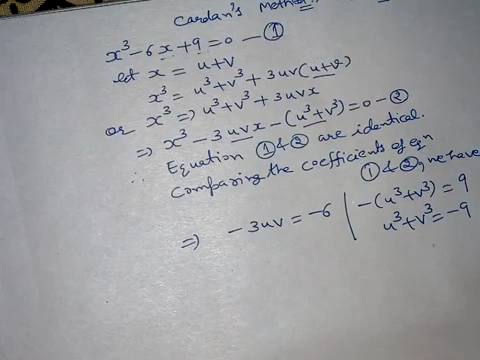 Cardan's Method:
x³ - 6x + 9 = 0 — ①
let x = u+v
x³ = u³+v³ + 3uv(u+v)
or x³ => u³+v³ + 3uvx
=> x³ - 3uvx - (u³+v³) = 0 - ②
∴ Equation ① & ② are identical.
Comparing the coefficients of eqn
① & ②, we have
=> - 3uv = -6 | -(u³+v³) = 9
u³+v³ = -9